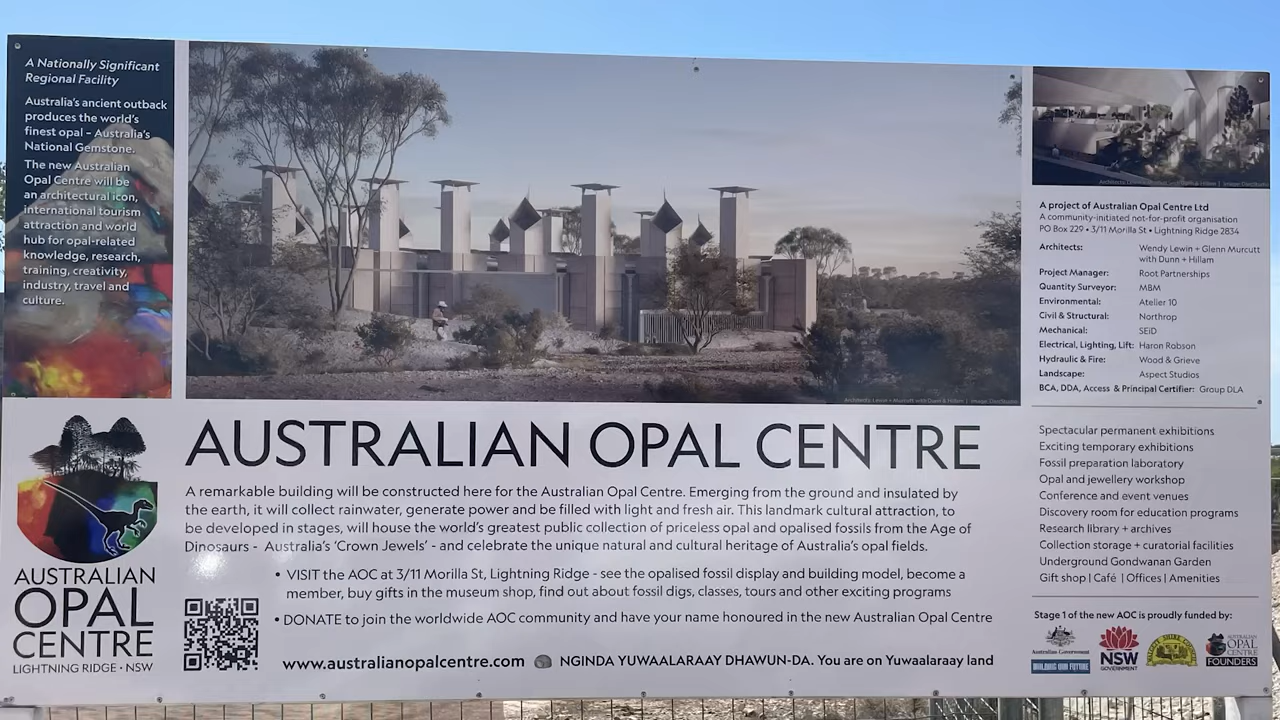 A Nationally Significant
Regional Facility
Australia's ancient outback
produces the world's
finest opal – Australia's
National Gemstone.
The new Australian
Opal Centre will be
an architectural icon,
international tourism
attraction and world
hub for opal-related
knowledge, research,
training, creativity,
industry, travel and
culture.
AUSTRALIAN
OPAL
CENTRE
LIGHTNING RIDGE • NSW
AUSTRALIAN OPAL CENTRE
A remarkable building will be constructed here for the Australian Opal Centre. Emerging from the ground and insulated by
the earth, it will collect rainwater, generate power and be filled with light and fresh air. This landmark cultural attraction, to
be developed in stages, will house the world's greatest public collection of priceless opal and opalised fossils from the Age of
Dinosaurs - Australia's 'Crown Jewels' - and celebrate the unique natural and cultural heritage of Australia's opal fields.
• VISIT the AOC at 3/11 Morilla St, Lightning Ridge - see the opalised fossil display and building model, become a
member, buy gifts in the museum shop, find out about fossil digs, classes, tours and other exciting programs
• DONATE to join the worldwide AOC community and have your name honoured in the new Australian Opal Centre
www.australianopalcentre.com NGINDA YUWAALARAAY DHAWUN-DA. You are on Yuwaalaraay land
A project of Australian Opal Centre Ltd
A community-initiated not-for-profit organisation
PO Box 229 • 3/11 Morilla St • Lightning Ridge 2834
Architects: Wendy Lewin + Glenn Murcutt
with Dunn + Hillam
Project Manager: Root Partnerships
Quantity Surveyor: MBM
Environmental: Atelier 10
Civil & Structural: Northrop
Mechanical: SEiD
Electrical, Lighting, Lift: Haron Robson
Hydraulic & Fire: Wood & Grieve
Landscape: Aspect Studios
BCA, DDA, Access & Principal Certifier: Group DLA
Spectacular permanent exhibitions
Exciting temporary exhibitions
Fossil preparation laboratory
Opal and jewellery workshop
Conference and event venues
Discovery room for education programs
Research library + archives
Collection storage + curatorial facilities
Underground Gondwanan Garden
Gift shop | Café | Offices | Amenities
Stage 1 of the new AOC is proudly funded by:
Australian Government
BUILDING OUR FUTURE
NSW
GOVERNMENT
AUSTRALIAN
OPAL
CENTRE
FOUNDERS